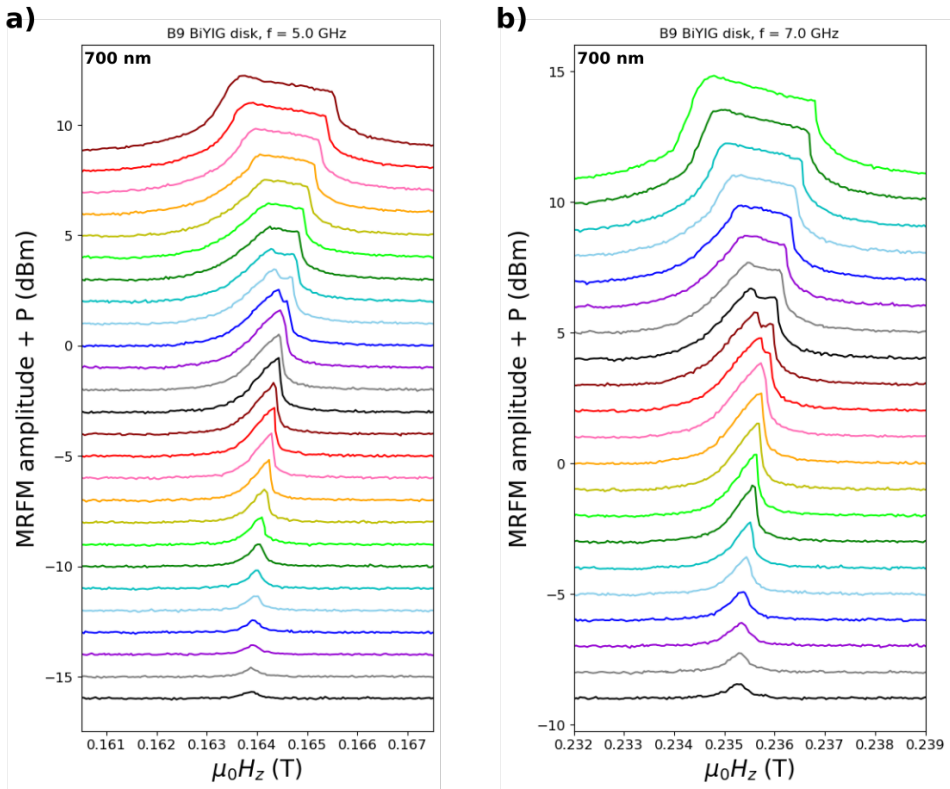 a)
B9 BiYIG disk, f = 5.0 GHz
700 nm
10
5
0
−5
−10
−15
MRFM amplitude + P (dBm)
0.161 0.162 0.163 0.164 0.165 0.166 0.167
μ₀H_z (T)
b)
B9 BiYIG disk, f = 7.0 GHz
700 nm
15
10
5
0
−5
−10
MRFM amplitude + P (dBm)
0.232 0.233 0.234 0.235 0.236 0.237 0.238 0.239
μ₀H_z (T)